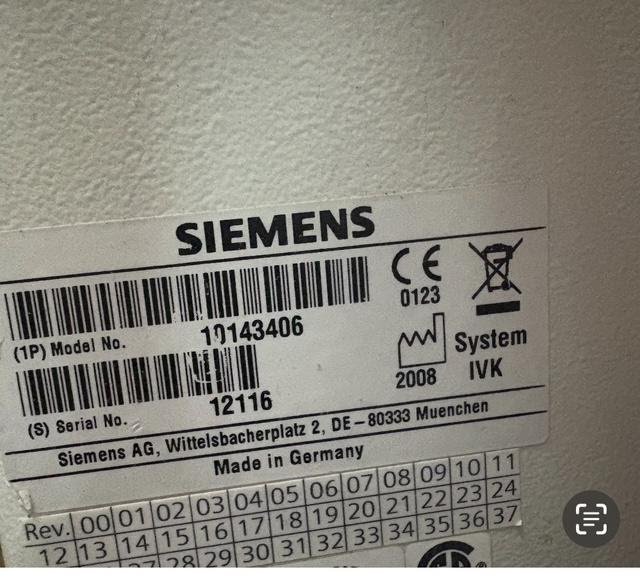 SIEMENS
(1P) Model No. 10143406
0123
(S) Serial No. 12116
2008
System
IVK
Siemens AG, Wittelsbacherplatz 2, DE-80333 Muenchen
Made in Germany
Rev. 00 01 02 03 04 05 06 07 08 09 10 11
12 13 14 15 16 17 18 19 20 21 22 23 24
27 28 29 30 31 32 33 34 35 36 37